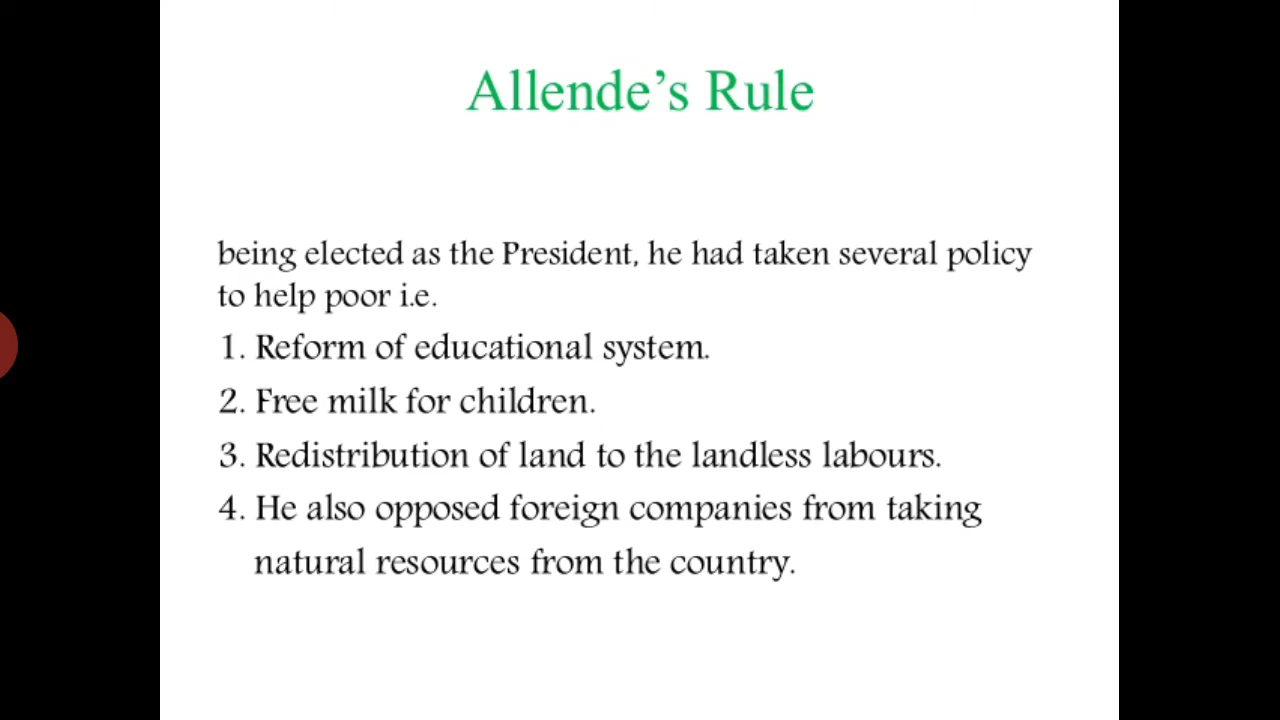 Allende's Rule
being elected as the President, he had taken several policy
to help poor i.e.
1. Reform of educational system.
2. Free milk for children.
3. Redistribution of land to the landless labours.
4. He also opposed foreign companies from taking
natural resources from the country.